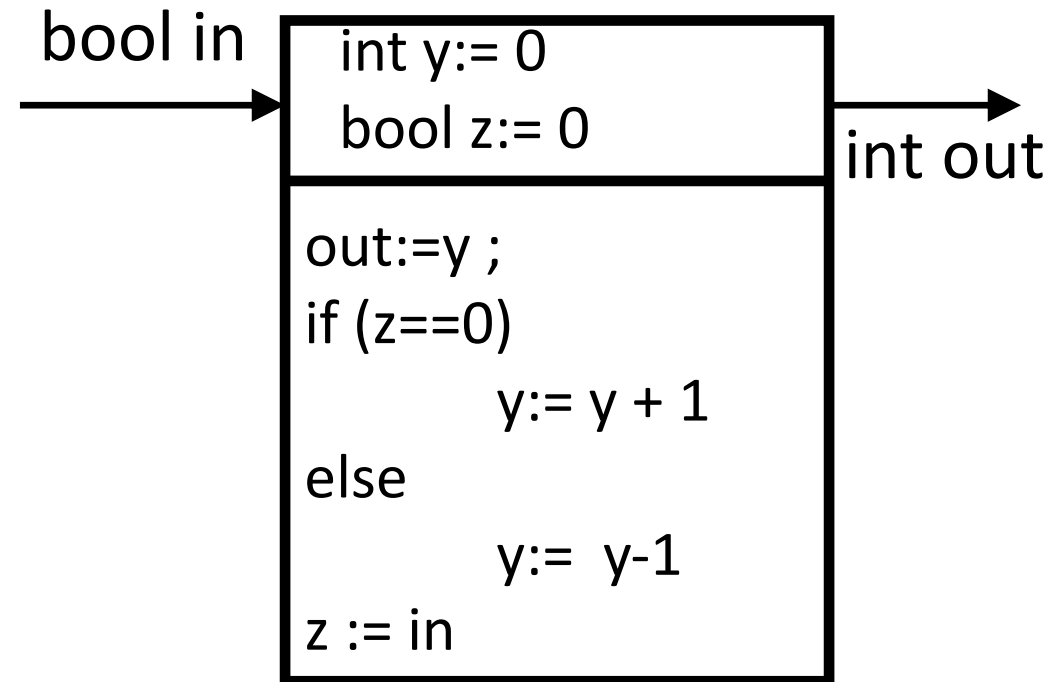 bool in
int y:= 0
bool z:= 0
int out
out:=y ;
if (z==0)
y:= y + 1
else
y:= y-1
z := in